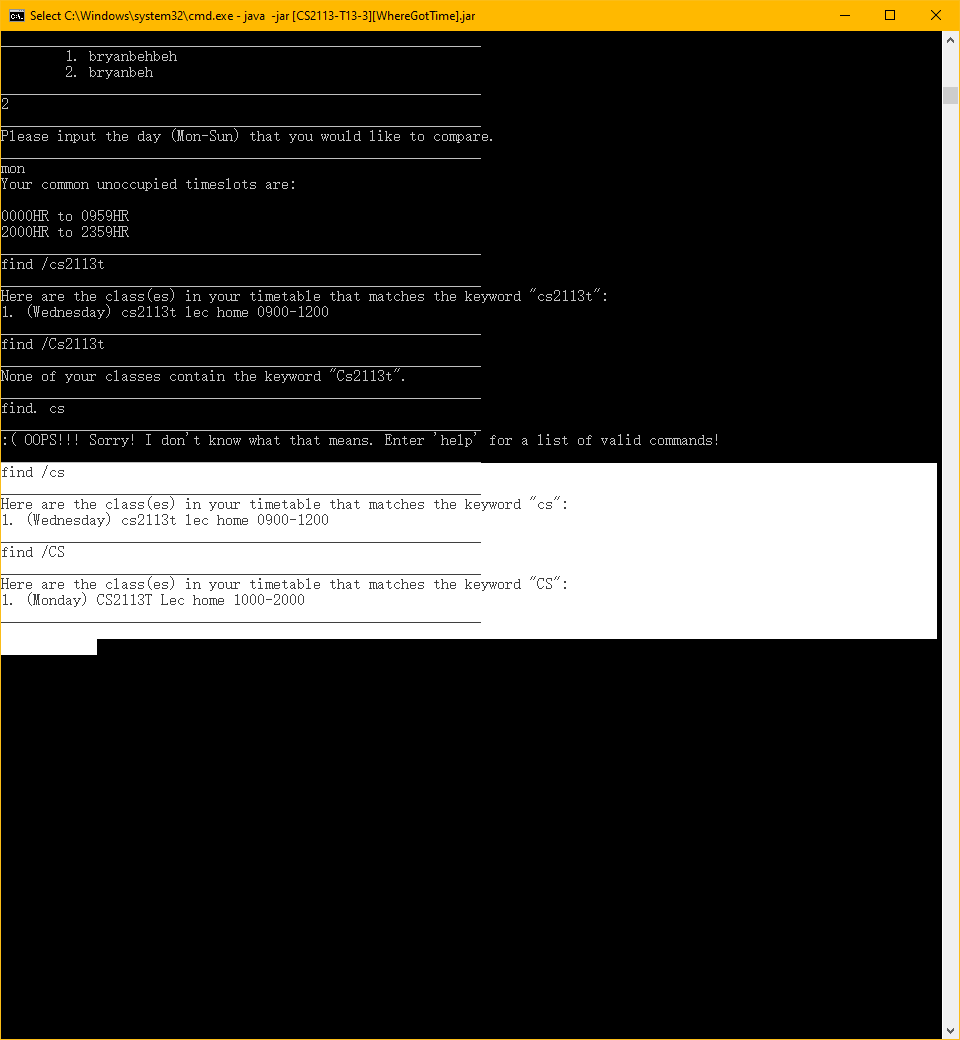 Select C:\Windows\system32\cmd.exe - java -jar [CS2113-T13-3][WhereGotTime].jar
1. bryanbehbeh
2. bryanbeh
2
Please input the day (Mon-Sun) that you would like to compare.
mon
Your common unoccupied timeslots are:
0000HR to 0959HR
2000HR to 2359HR
find /cs2113t
Here are the class(es) in your timetable that matches the keyword "cs2113t":
1. (Wednesday) cs2113t lec home 0900-1200
find /Cs2113t
None of your classes contain the keyword "Cs2113t".
find. cs
:( OOPS!!! Sorry! I don't know what that means. Enter 'help' for a list of valid commands!
find /cs
Here are the class(es) in your timetable that matches the keyword "cs":
1. (Wednesday) cs2113t lec home 0900-1200
find /CS
Here are the class(es) in your timetable that matches the keyword "CS":
1. (Monday) CS2113T Lec home 1000-2000